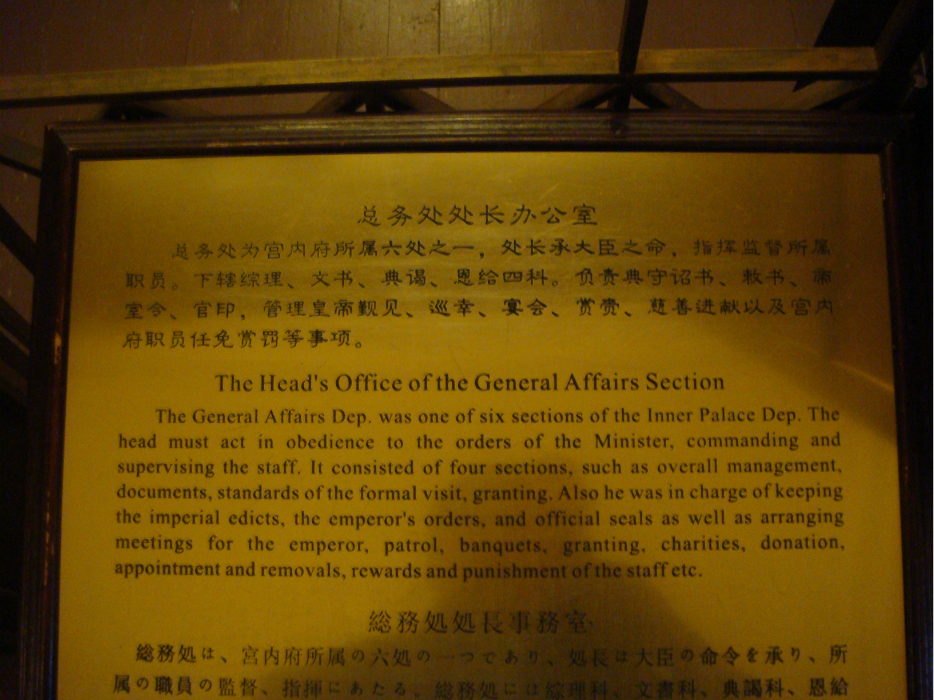 总务处处长办公室
总务处为宫内府所属六处之一，处长承大臣之命，指挥监督所属
职员。下辖综理、文书、典谒、恩给四科。负责典守诏书、敕书、帝
室令、官印，管理皇帝觐见、巡幸、宴会、赏赍、慈善进献以及宫内
府职员任免赏罚等事项。
The Head's Office of the General Affairs Section
The General Affairs Dep. was one of six sections of the Inner Palace Dep. The
head must act in obedience to the orders of the Minister, commanding and
supervising the staff. It consisted of four sections, such as overall management,
documents, standards of the formal visit, granting. Also he was in charge of keeping
the imperial edicts, the emperor's orders, and official seals as well as arranging
meetings for the emperor, patrol, banquets, granting, charities, donation,
appointment and removals, rewards and punishment of the staff etc.
総務処処長事務室
総務処は、宮内府所属の六処の一つであり、処長は大臣の命令を承り、所
属の職員の監督、指揮にあたる。総務処には綜理科、文書科、典謁科、恩給